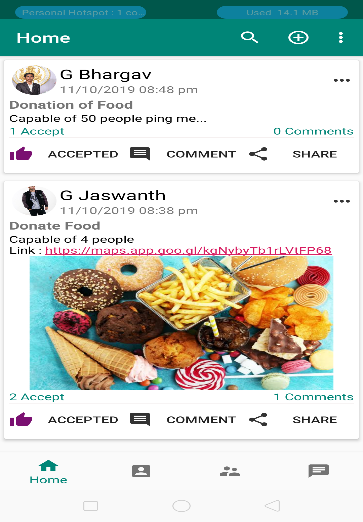 Personal Hotspot : 1 co..
Used 14.1 MB
Home
G Bhargav
11/10/2019 08:48 pm
Donation of Food
Capable of 50 people ping me...
1 Accept 0 Comments
ACCEPTED COMMENT SHARE
G Jaswanth
11/10/2019 08:38 pm
Donate Food
Capable of 4 people
Link : https://maps.app.goo.gl/kqNybyTb1rLVtFP68
2 Accept 1 Comments
ACCEPTED COMMENT SHARE
Home